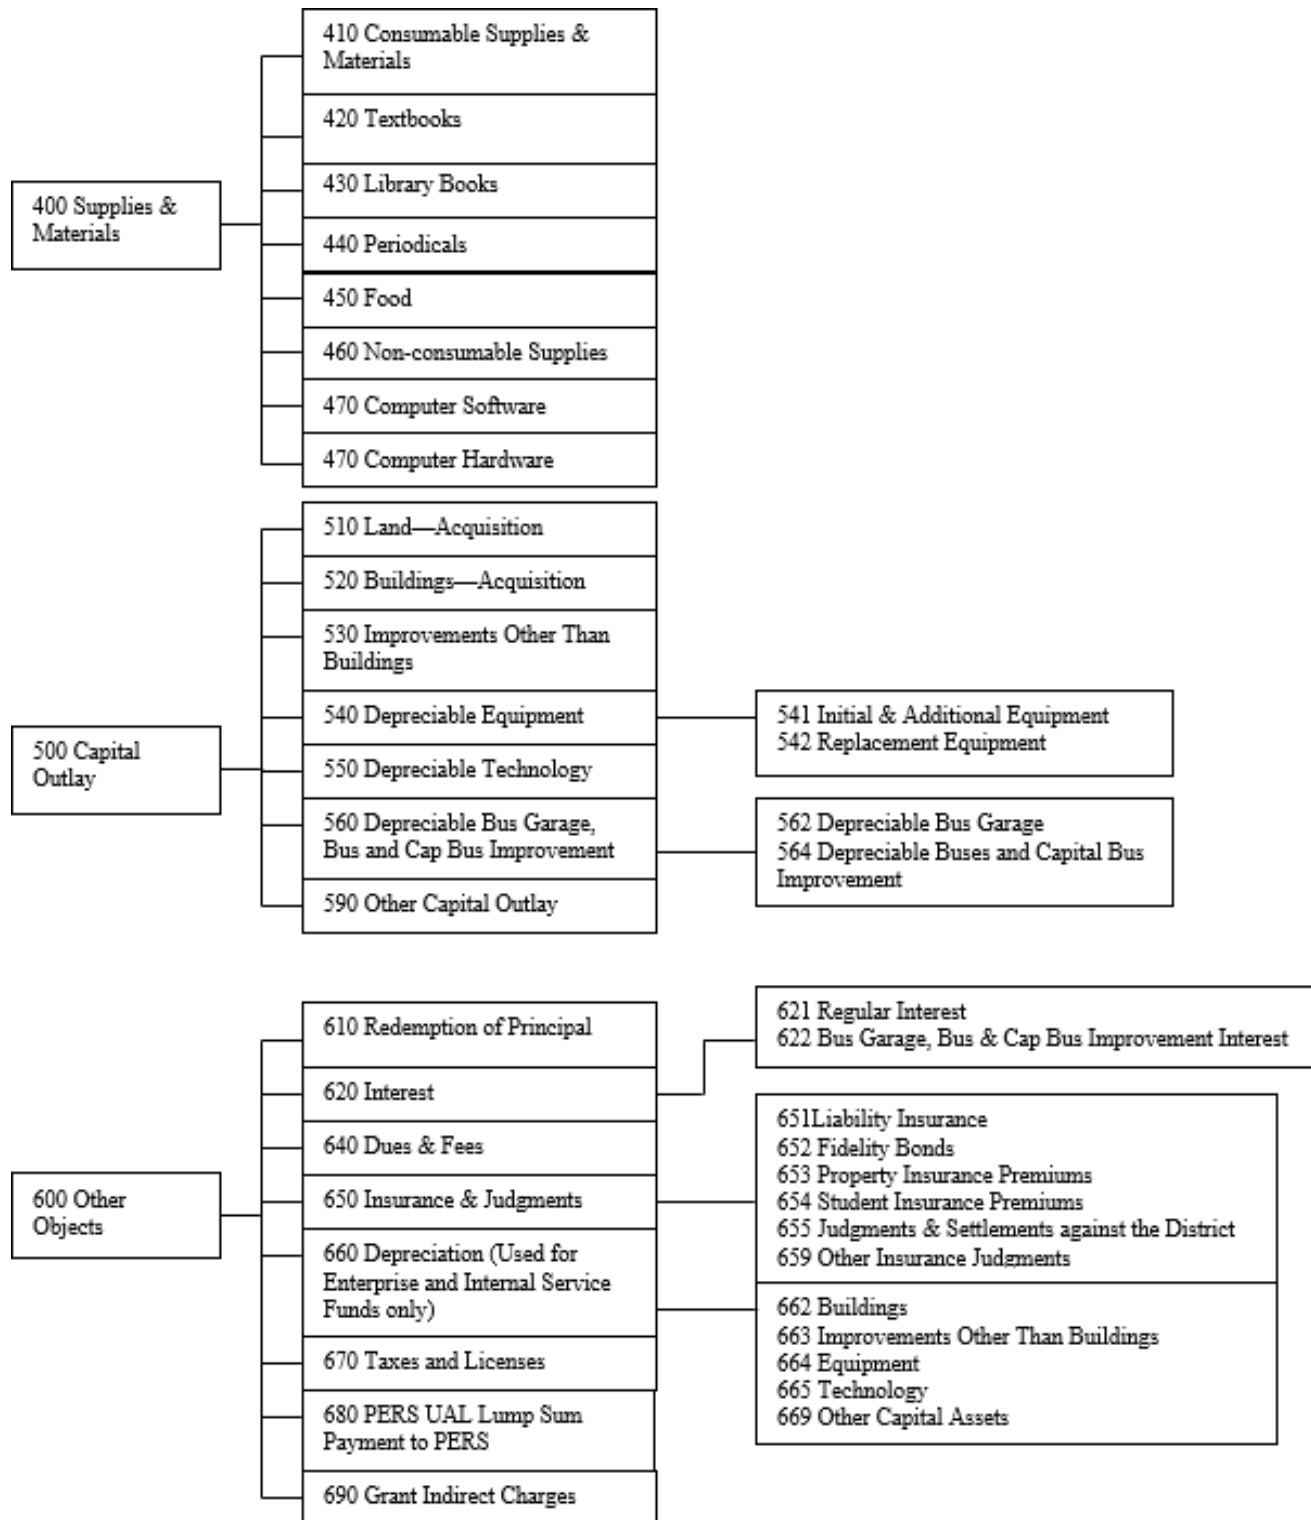 400 Supplies &
Materials
410 Consumable Supplies &
Materials
420 Textbooks
430 Library Books
440 Periodicals
450 Food
460 Non-consumable Supplies
470 Computer Software
470 Computer Hardware
500 Capital
Outlay
510 Land—Acquisition
520 Buildings—Acquisition
530 Improvements Other Than
Buildings
540 Depreciable Equipment
541 Initial & Additional Equipment
542 Replacement Equipment
550 Depreciable Technology
560 Depreciable Bus Garage,
Bus and Cap Bus Improvement
562 Depreciable Bus Garage
564 Depreciable Buses and Capital Bus
Improvement
590 Other Capital Outlay
600 Other
Objects
610 Redemption of Principal
620 Interest
621 Regular Interest
622 Bus Garage, Bus & Cap Bus Improvement Interest
640 Dues & Fees
650 Insurance & Judgments
651Liability Insurance
652 Fidelity Bonds
653 Property Insurance Premiums
654 Student Insurance Premiums
655 Judgments & Settlements against the District
659 Other Insurance Judgments
660 Depreciation (Used for
Enterprise and Internal Service
Funds only)
662 Buildings
663 Improvements Other Than Buildings
664 Equipment
665 Technology
669 Other Capital Assets
670 Taxes and Licenses
680 PERS UAL Lump Sum
Payment to PERS
690 Grant Indirect Charges